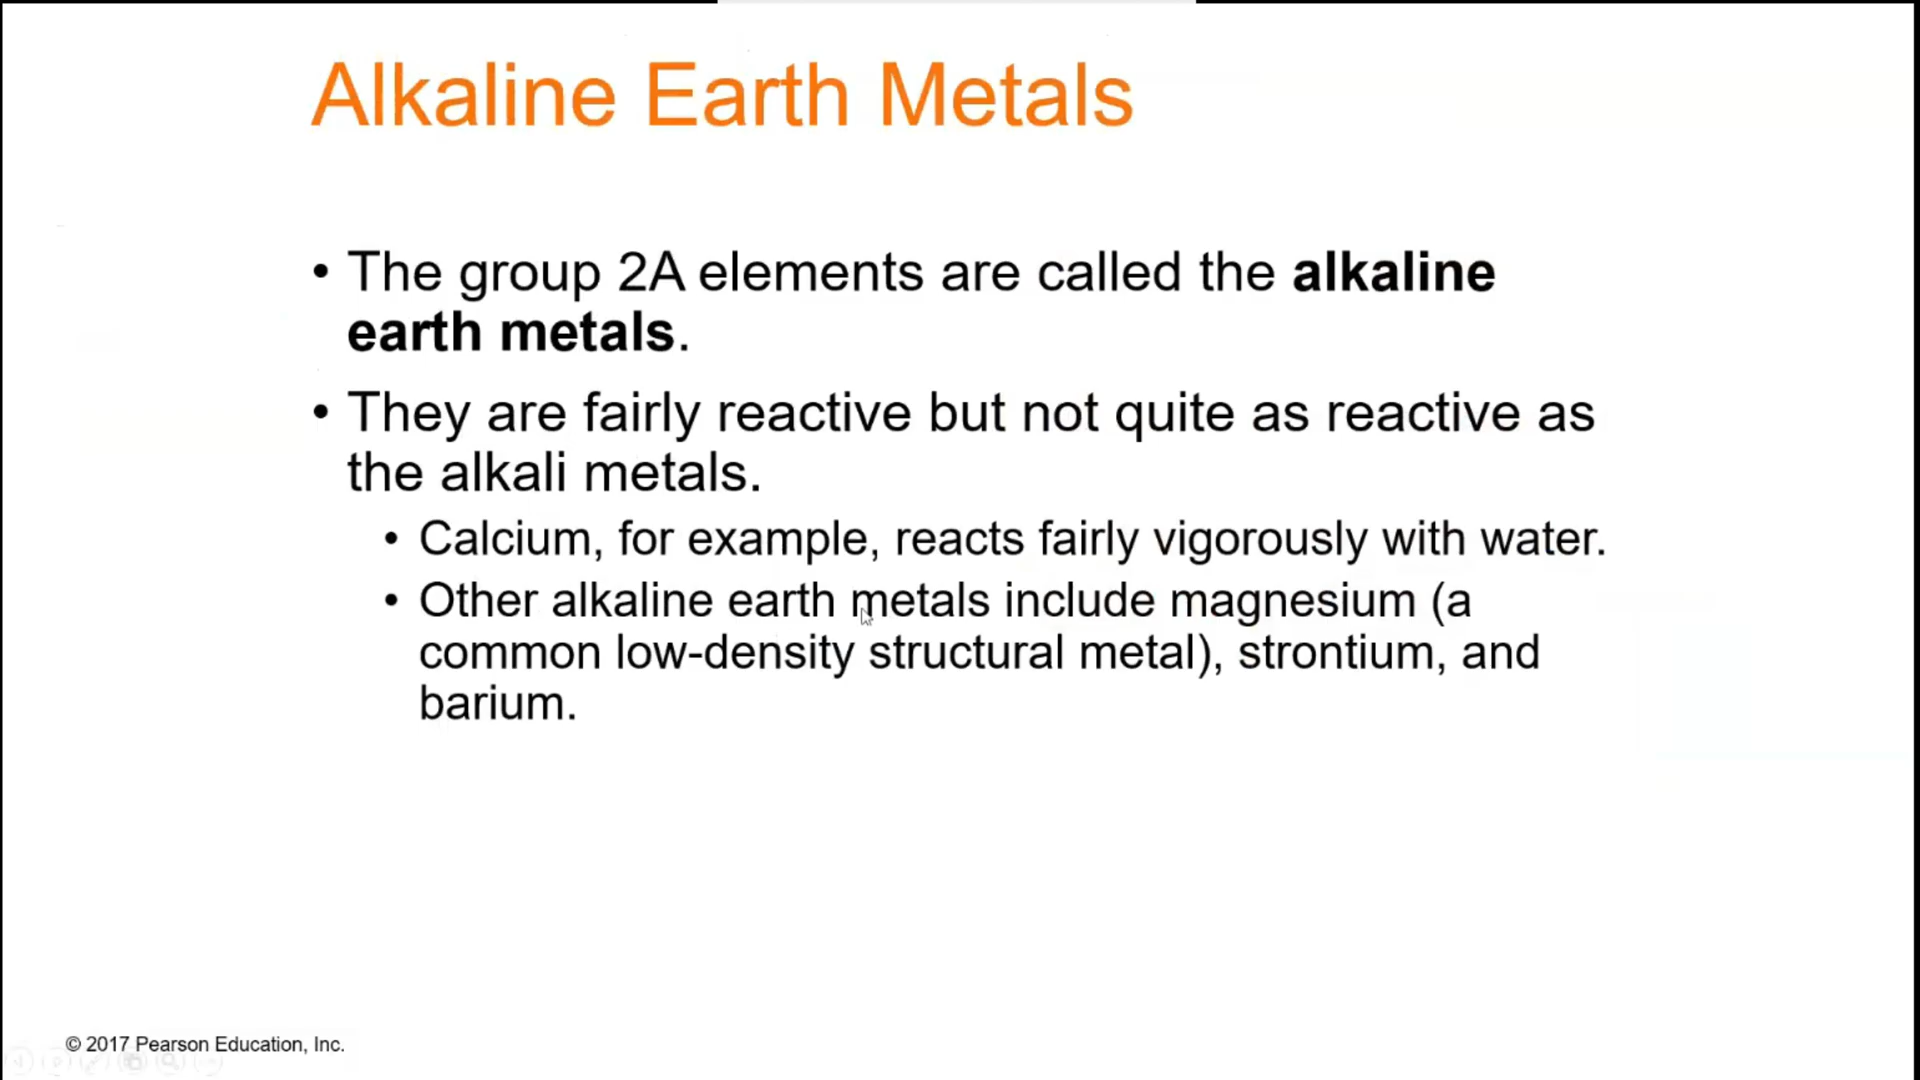 Alkaline Earth Metals
• The group 2A elements are called the alkaline
earth metals.
• They are fairly reactive but not quite as reactive as
the alkali metals.
• Calcium, for example, reacts fairly vigorously with water.
• Other alkaline earth metals include magnesium (a
common low-density structural metal), strontium, and
barium.
© 2017 Pearson Education, Inc.